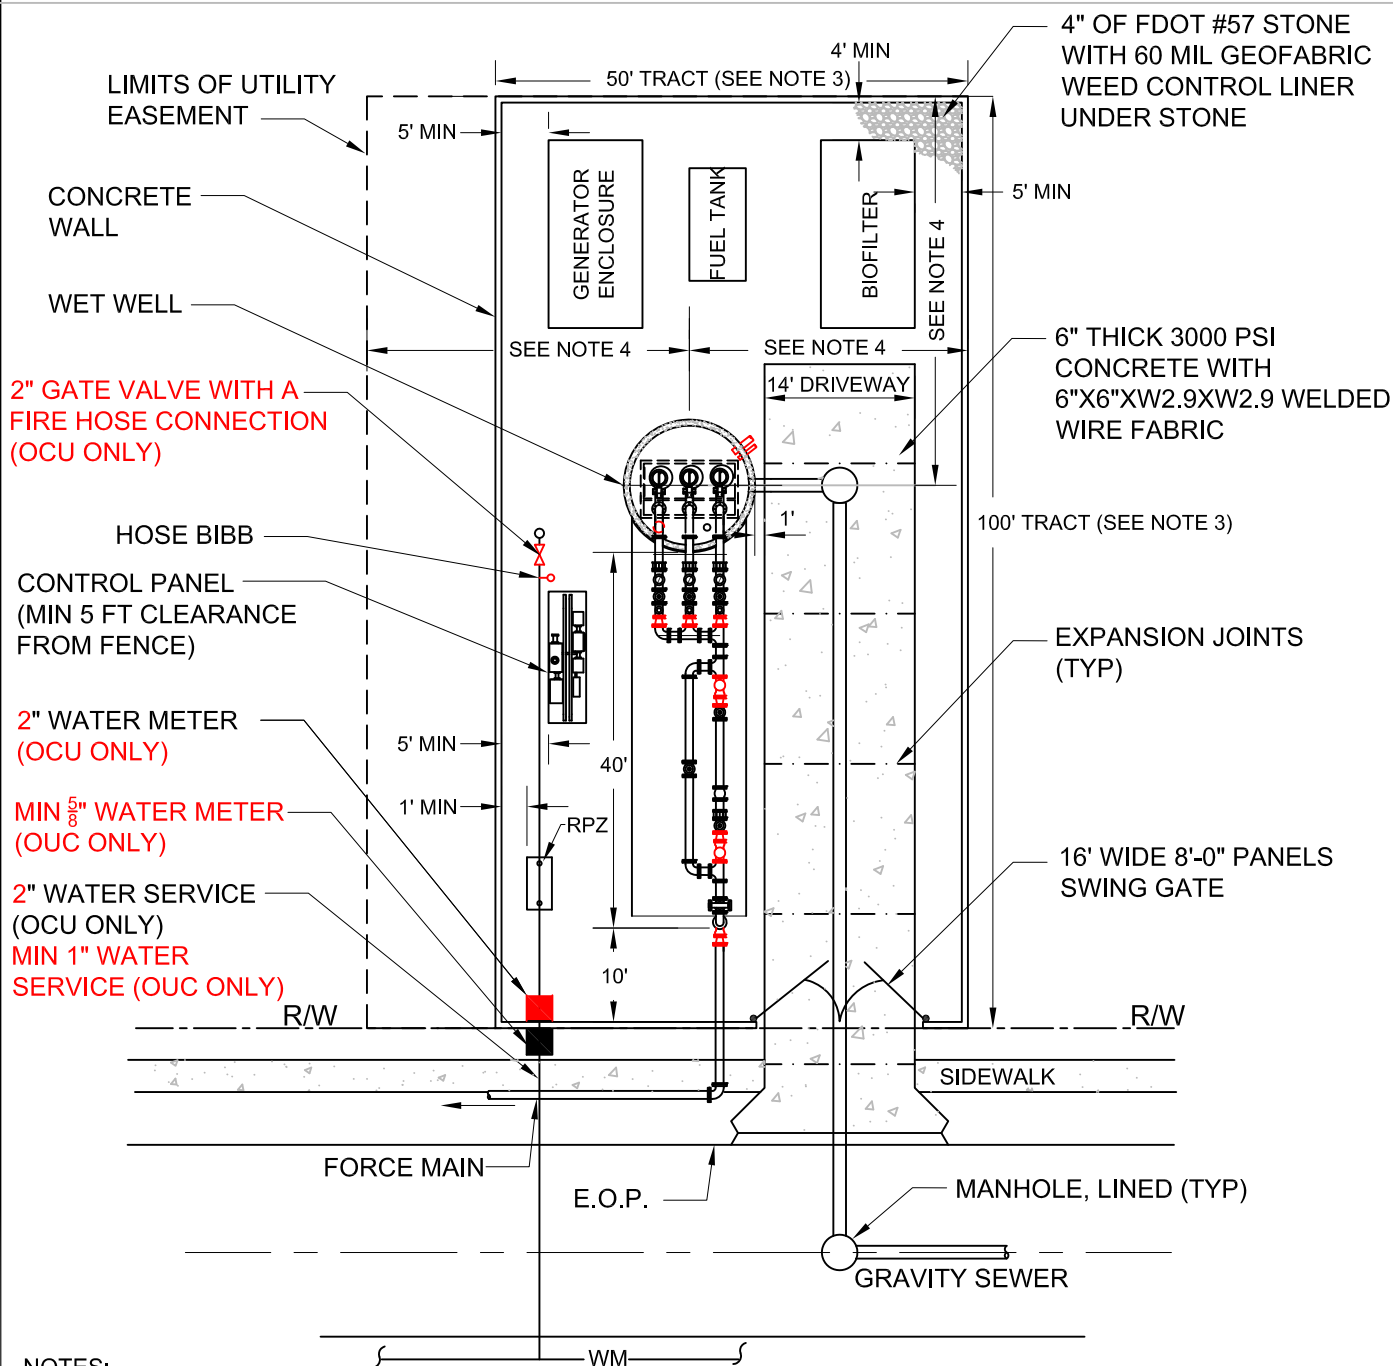 4" OF FDOT #57 STONE
WITH 60 MIL GEOFABRIC
WEED CONTROL LINER
UNDER STONE
4' MIN
50' TRACT (SEE NOTE 3)
LIMITS OF UTILITY
EASEMENT
5' MIN
CONCRETE
WALL
GENERATOR
ENCLOSURE
FUEL TANK
BIOFILTER
5' MIN
SEE NOTE 4
WET WELL
SEE NOTE 4
SEE NOTE 4
6" THICK 3000 PSI
CONCRETE WITH
6"X6"XW2.9XW2.9 WELDED
WIRE FABRIC
14' DRIVEWAY
2" GATE VALVE WITH A
FIRE HOSE CONNECTION
(OCU ONLY)
HOSE BIBB
1'
100' TRACT (SEE NOTE 3)
CONTROL PANEL
(MIN 5 FT CLEARANCE
FROM FENCE)
EXPANSION JOINTS
(TYP)
2" WATER METER
(OCU ONLY)
5' MIN
40'
MIN 5/8" WATER METER
(OUC ONLY)
1' MIN
RPZ
16' WIDE 8'-0" PANELS
SWING GATE
2" WATER SERVICE
(OCU ONLY)
MIN 1" WATER
SERVICE (OUC ONLY)
10'
R/W
R/W
SIDEWALK
FORCE MAIN
E.O.P.
MANHOLE, LINED (TYP)
GRAVITY SEWER
WM
NOTES: